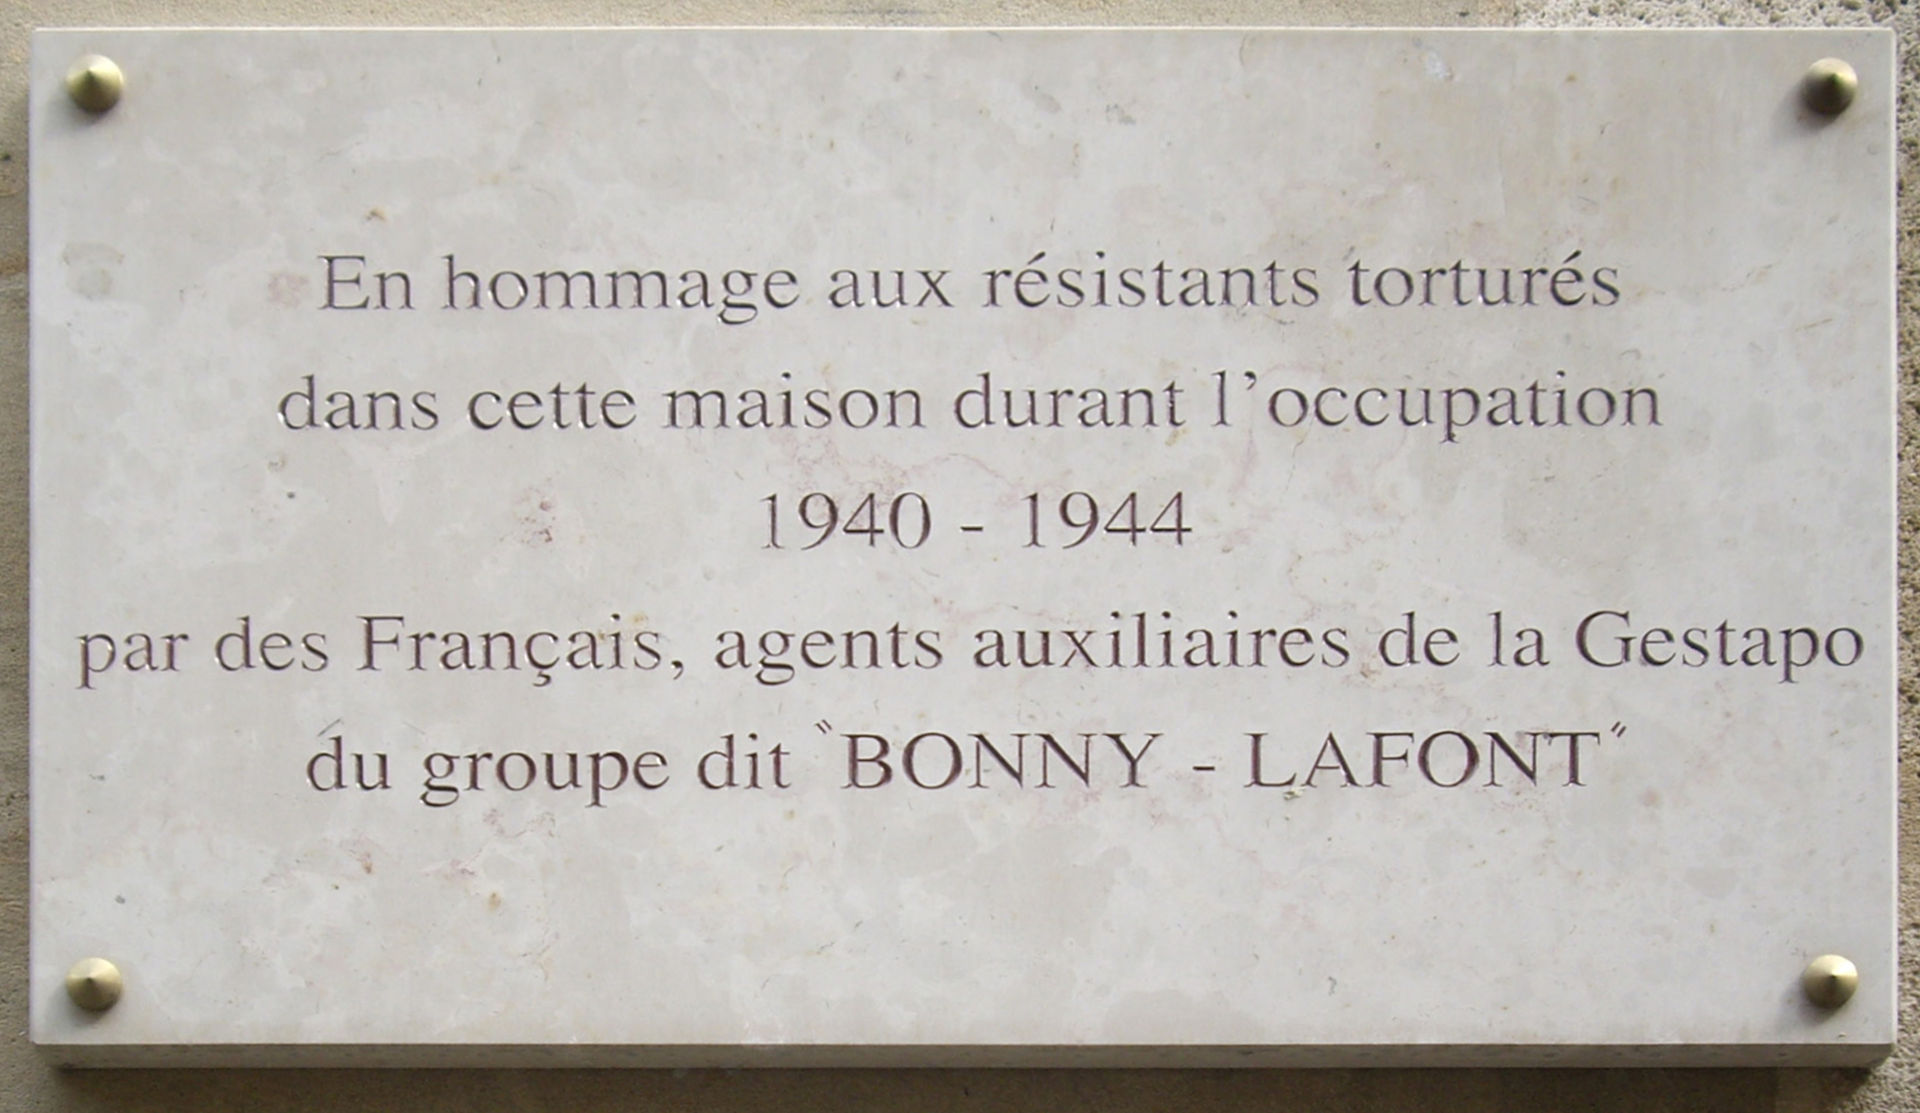 En hommage aux résistants torturés
dans cette maison durant l'occupation
1940 - 1944
par des Français, agents auxiliaires de la Gestapo
du groupe dit "BONNY - LAFONT"